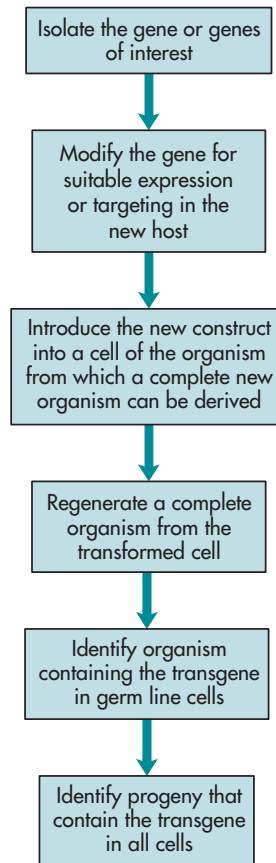 Isolate the gene or genes
of interest
Modify the gene for
suitable expression
or targeting in the
new host
Introduce the new construct
into a cell of the organism
from which a complete new
organism can be derived
Regenerate a complete
organism from the
transformed cell
Identify organism
containing the transgene
in germ line cells
Identify progeny that
contain the transgene
in all cells